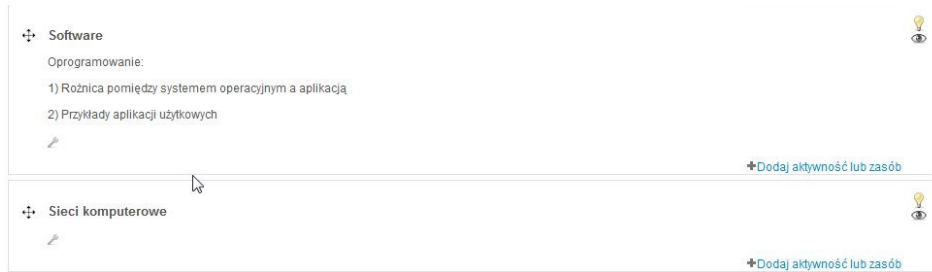 Software
Oprogramowanie:
1) Rożnica pomiędzy systemem operacyjnym a aplikacją
2) Przykłady aplikacji użytkowych
Dodaj aktywność lub zasób
Sieci komputerowe
Dodaj aktywność lub zasób